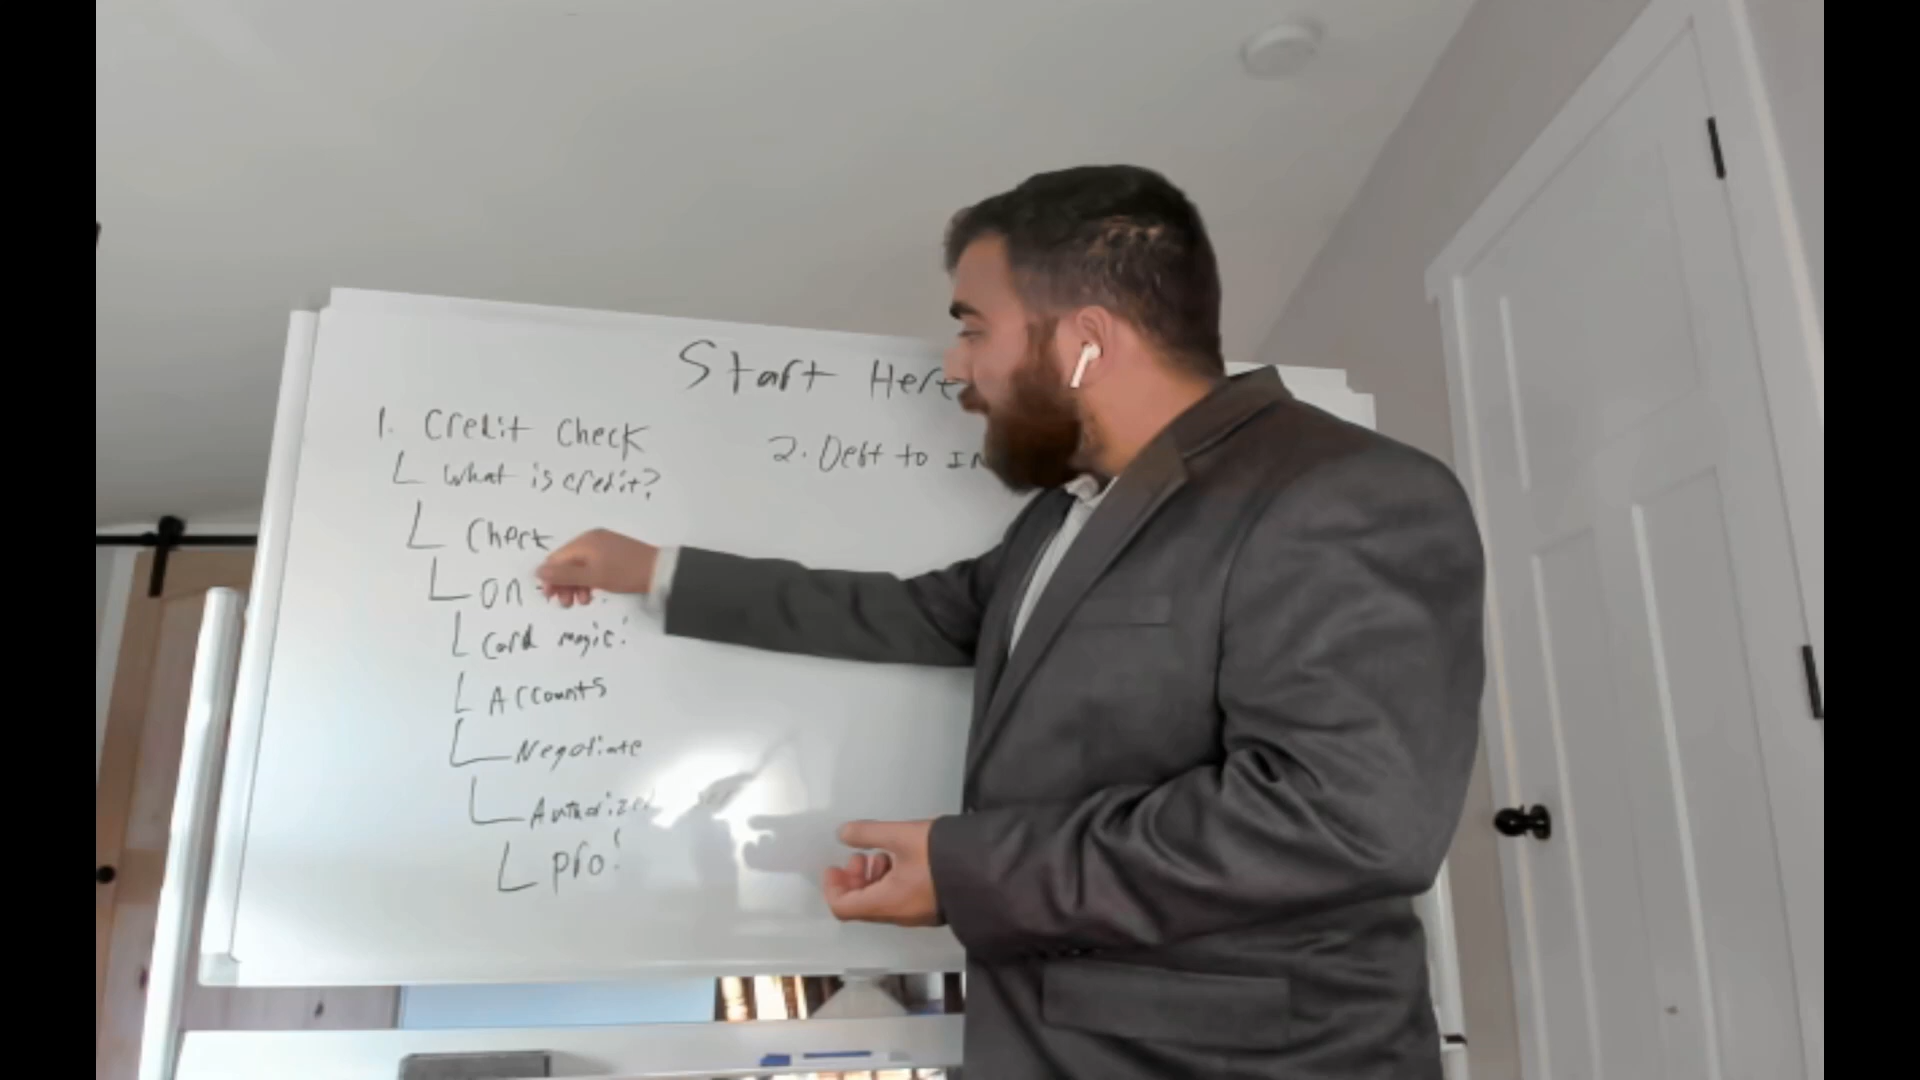 Start Here
1. Credit Check
What is credit?
Check
on
Card magic!
Accounts
Negotiate
Authorized
pro!
2. Debt to In